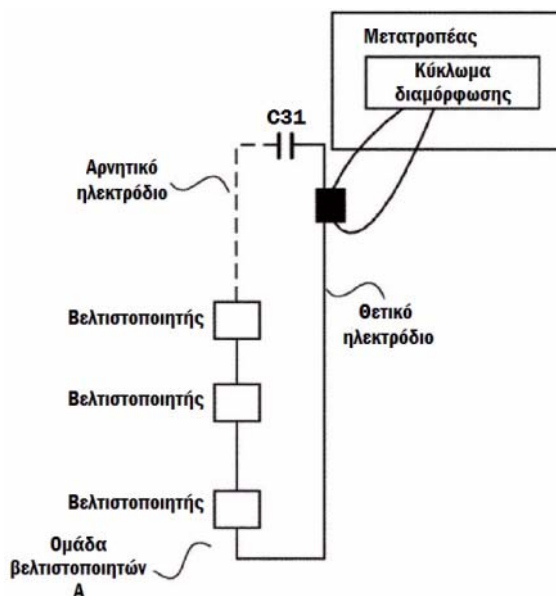 Μετατροπέας
Κύκλωμα
διαμόρφωσης
C31
Αρνητικό
ηλεκτρόδιο
Θετικό
ηλεκτρόδιο
Βελτιστοποιητής
Βελτιστοποιητής
Βελτιστοποιητής
Ομάδα
βελτιστοποιητών
A